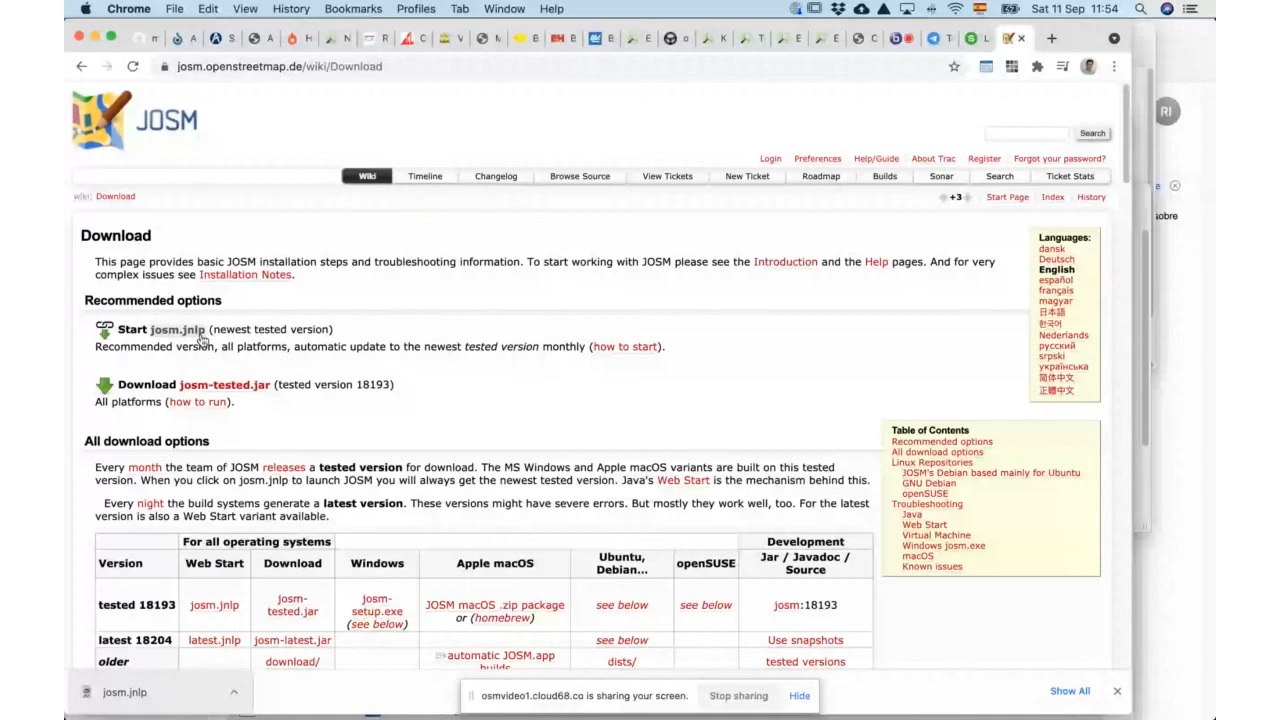 Chrome File Edit View History Bookmarks Profiles Tab Window Help Sat 11 Sep 11:54
josm.openstreetmap.de/wiki/Download
JOSM
RI
Search
Login Preferences Help/Guide About Trac Register Forgot your password?
Wiki Timeline Changelog Browse Source View Tickets New Ticket Roadmap Builds Sonar Search Ticket Stats
wiki: Download +3 Start Page Index History
sobre
Download
This page provides basic JOSM installation steps and troubleshooting information. To start working with JOSM please see the Introduction and the Help pages. And for very
complex issues see Installation Notes.
Languages:
dansk
Deutsch
English
español
français
magyar
日本語
한국어
Nederlands
русский
srpski
українська
简体中文
正體中文
Recommended options
Start josm.jnlp (newest tested version)
Recommended version, all platforms, automatic update to the newest tested version monthly (how to start).
Download josm-tested.jar (tested version 18193)
All platforms (how to run).
Table of Contents
Recommended options
All download options
Linux Repositories
JOSM's Debian based mainly for Ubuntu
GNU Debian
openSUSE
Troubleshooting
Java
Web Start
Virtual Machine
Windows josm.exe
macOS
Known issues
All download options
Every month the team of JOSM releases a tested version for download. The MS Windows and Apple macOS variants are built on this tested
version. When you click on josm.jnlp to launch JOSM you will always get the newest tested version. Java's Web Start is the mechanism behind this.
Every night the build systems generate a latest version. These versions might have severe errors. But mostly they work well, too. For the latest
version is also a Web Start variant available.
For all operating systems Development
Version Web Start Download Windows Apple macOS Ubuntu, Debian... openSUSE Jar / Javadoc / Source
tested 18193 josm.jnlp josm-tested.jar josm-setup.exe (see below) JOSM macOS .zip package or (homebrew) see below see below josm:18193
latest 18204 latest.jnlp josm-latest.jar see below Use snapshots
older download/ automatic JOSM.app builds dists/ tested versions
josm.jnlp
osmvideo1.cloud68.co is sharing your screen. Stop sharing Hide
Show All